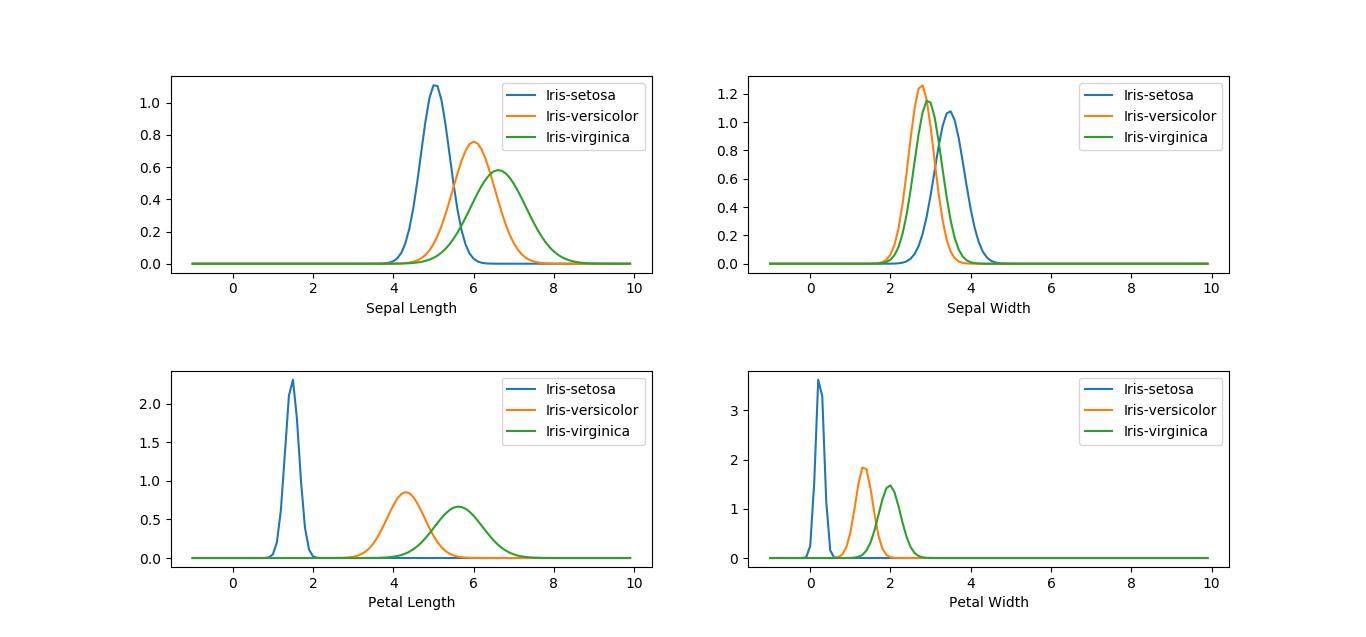 1.0
0.8
0.6
0.4
0.2
0.0
0 2 4 6 8 10
Sepal Length
Iris-setosa
Iris-versicolor
Iris-virginica
1.2
1.0
0.8
0.6
0.4
0.2
0.0
0 2 4 6 8 10
Sepal Width
Iris-setosa
Iris-versicolor
Iris-virginica
2.0
1.5
1.0
0.5
0.0
0 2 4 6 8 10
Petal Length
Iris-setosa
Iris-versicolor
Iris-virginica
3
2
1
0
0 2 4 6 8 10
Petal Width
Iris-setosa
Iris-versicolor
Iris-virginica